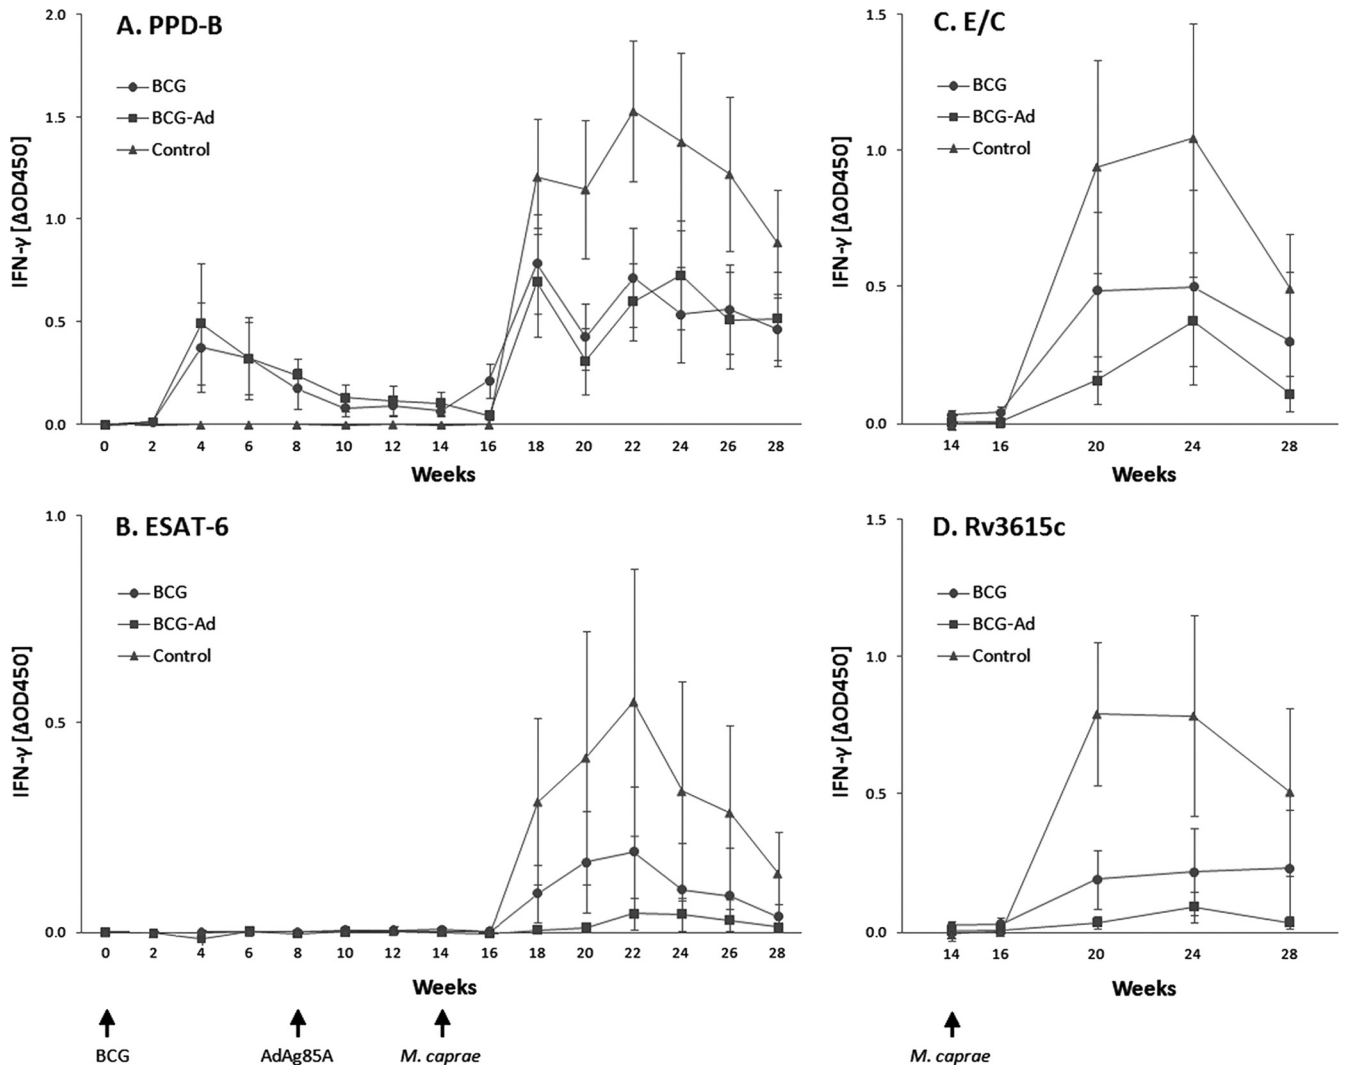 A. PPD-B
2.0
1.5
1.0
0.5
0.0
IFN-γ [ΔOD450]
BCG
BCG-Ad
Control
0 2 4 6 8 10 12 14 16 18 20 22 24 26 28
Weeks
C. E/C
1.5
1.0
0.5
0.0
IFN-γ [ΔOD450]
BCG
BCG-Ad
Control
14 16 20 24 28
Weeks
B. ESAT-6
1.0
0.5
0.0
IFN-γ [ΔOD450]
BCG
BCG-Ad
Control
0 2 4 6 8 10 12 14 16 18 20 22 24 26 28
Weeks
BCG AdAg85A M. caprae
D. Rv3615c
1.5
1.0
0.5
0.0
IFN-γ [ΔOD450]
BCG
BCG-Ad
Control
14 16 20 24 28
Weeks
M. caprae